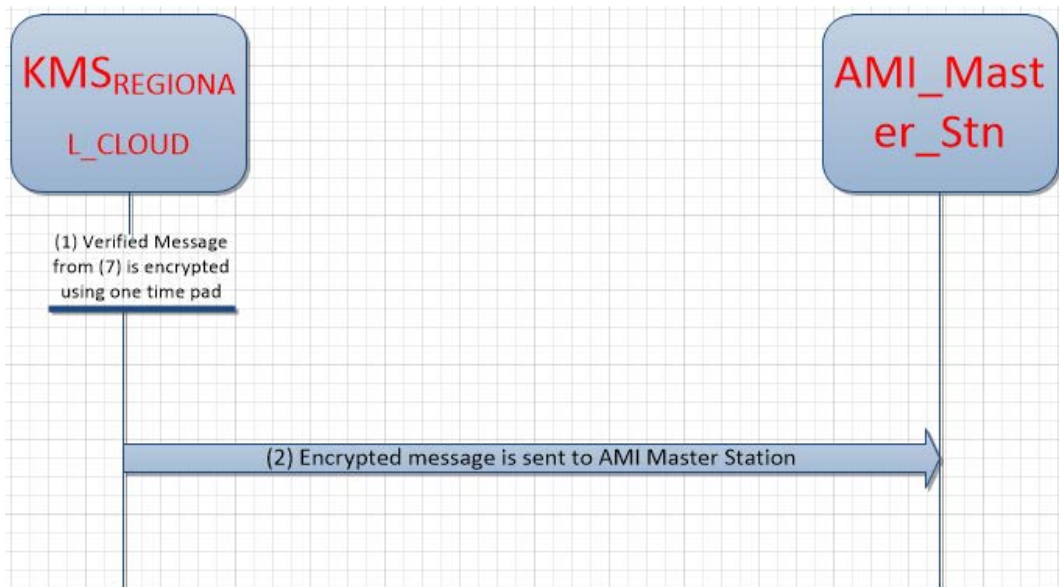 KMSREGIONA
L_CLOUD
AMI_Mast
er_Stn
(1) Verified Message
from (7) is encrypted
using one time pad
(2) Encrypted message is sent to AMI Master Station